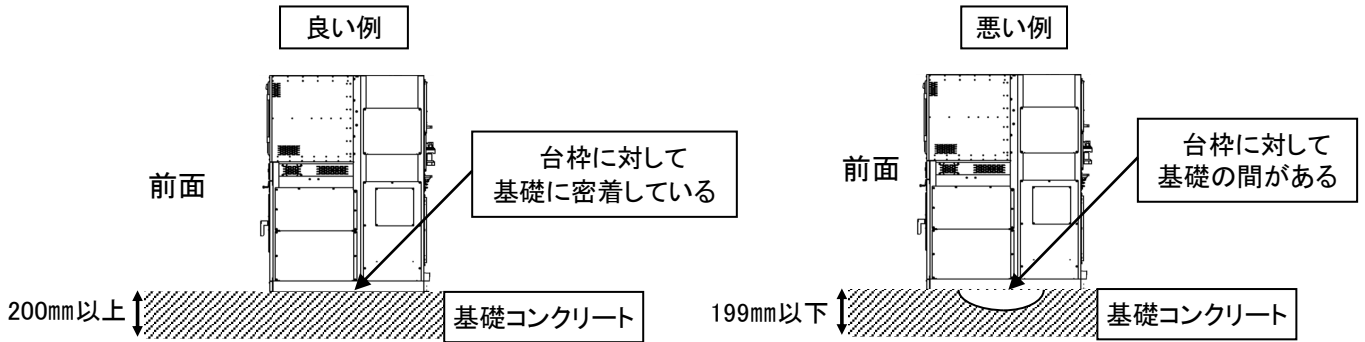 良い例
前面
台枠に対して
基礎に密着している
200mm以上
基礎コンクリート
悪い例
前面
台枠に対して
基礎の間がある
199mm以下
基礎コンクリート